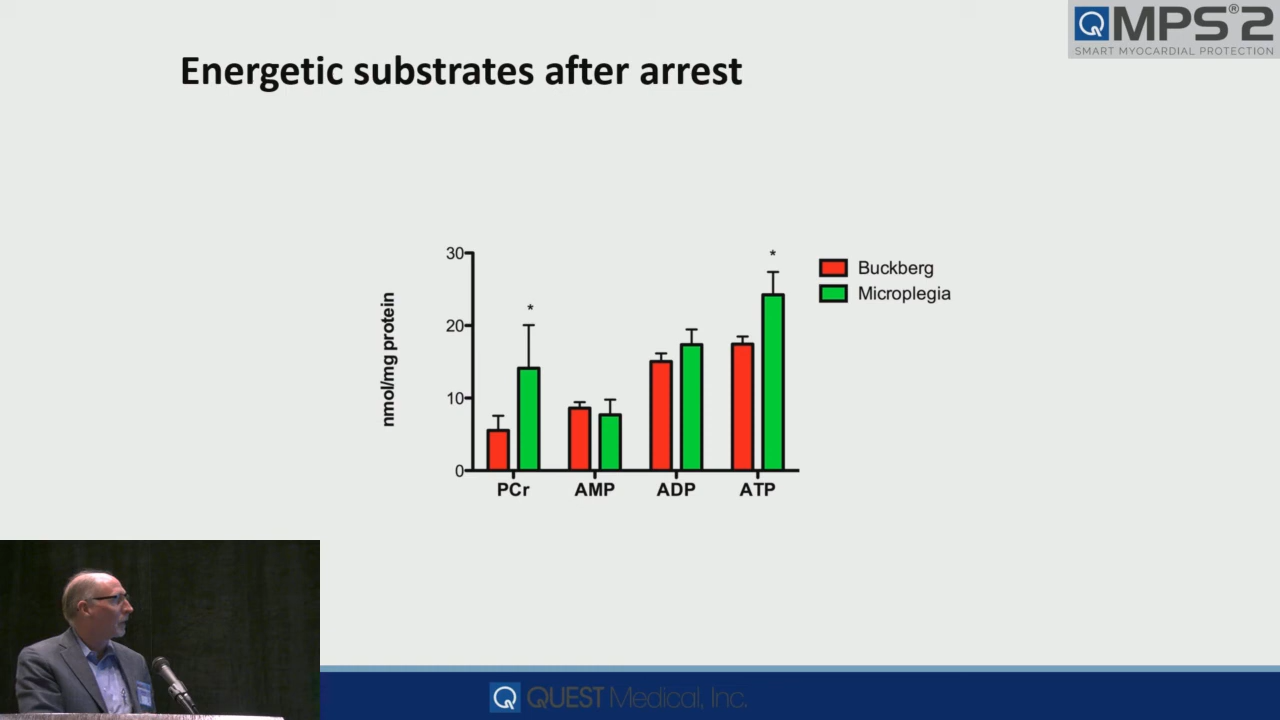 QMPS®2
SMART MYOCARDIAL PROTECTION
Energetic substrates after arrest
30
20
10
0
nmol/mg protein
*
*
PCr
AMP
ADP
ATP
Buckberg
Microplegia
Q QUEST Medical, Inc.